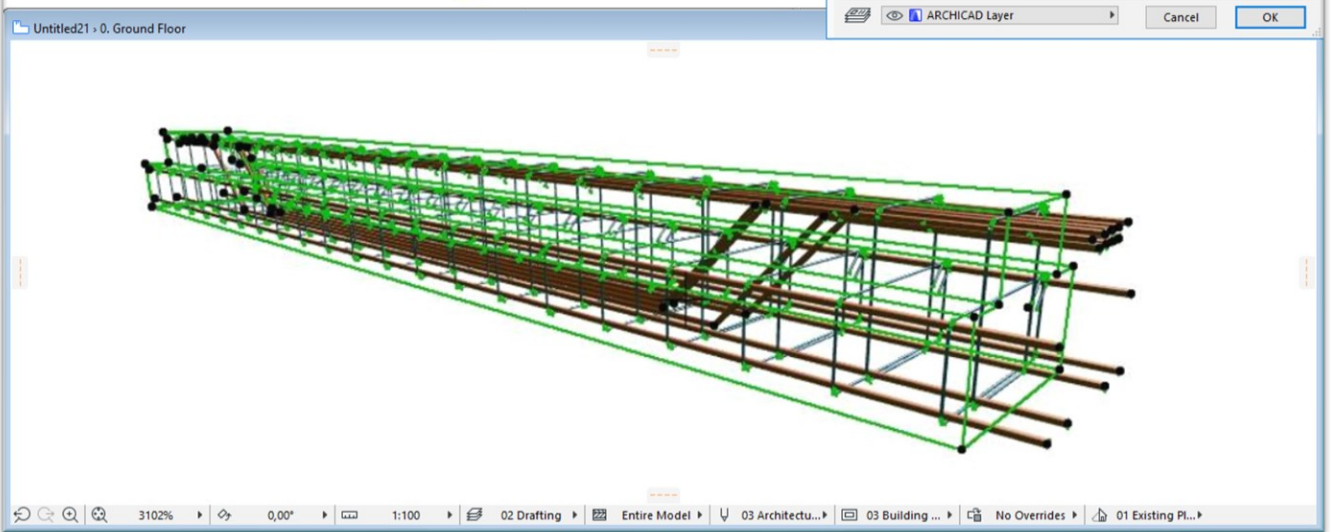 ARCHICAD Layer
Cancel
OK
Untitled21 › 0. Ground Floor
3102%
0,00°
1:100
02 Drafting
Entire Model
03 Architectu...
03 Building ...
No Overrides
01 Existing Pl...